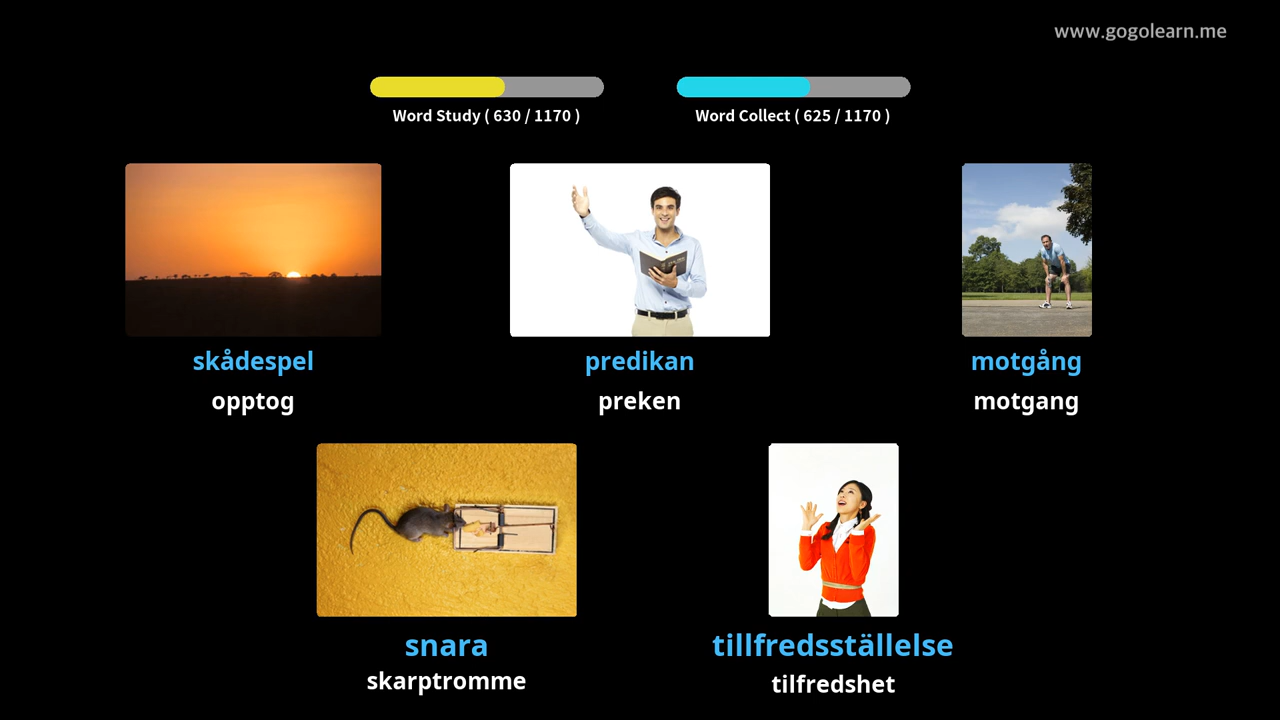 www.gogolearn.me
Word Study ( 630 / 1170 )
Word Collect ( 625 / 1170 )
skådespel
opptog
predikan
preken
motgång
motgang
snara
skarptromme
tillfredsställelse
tilfredshet